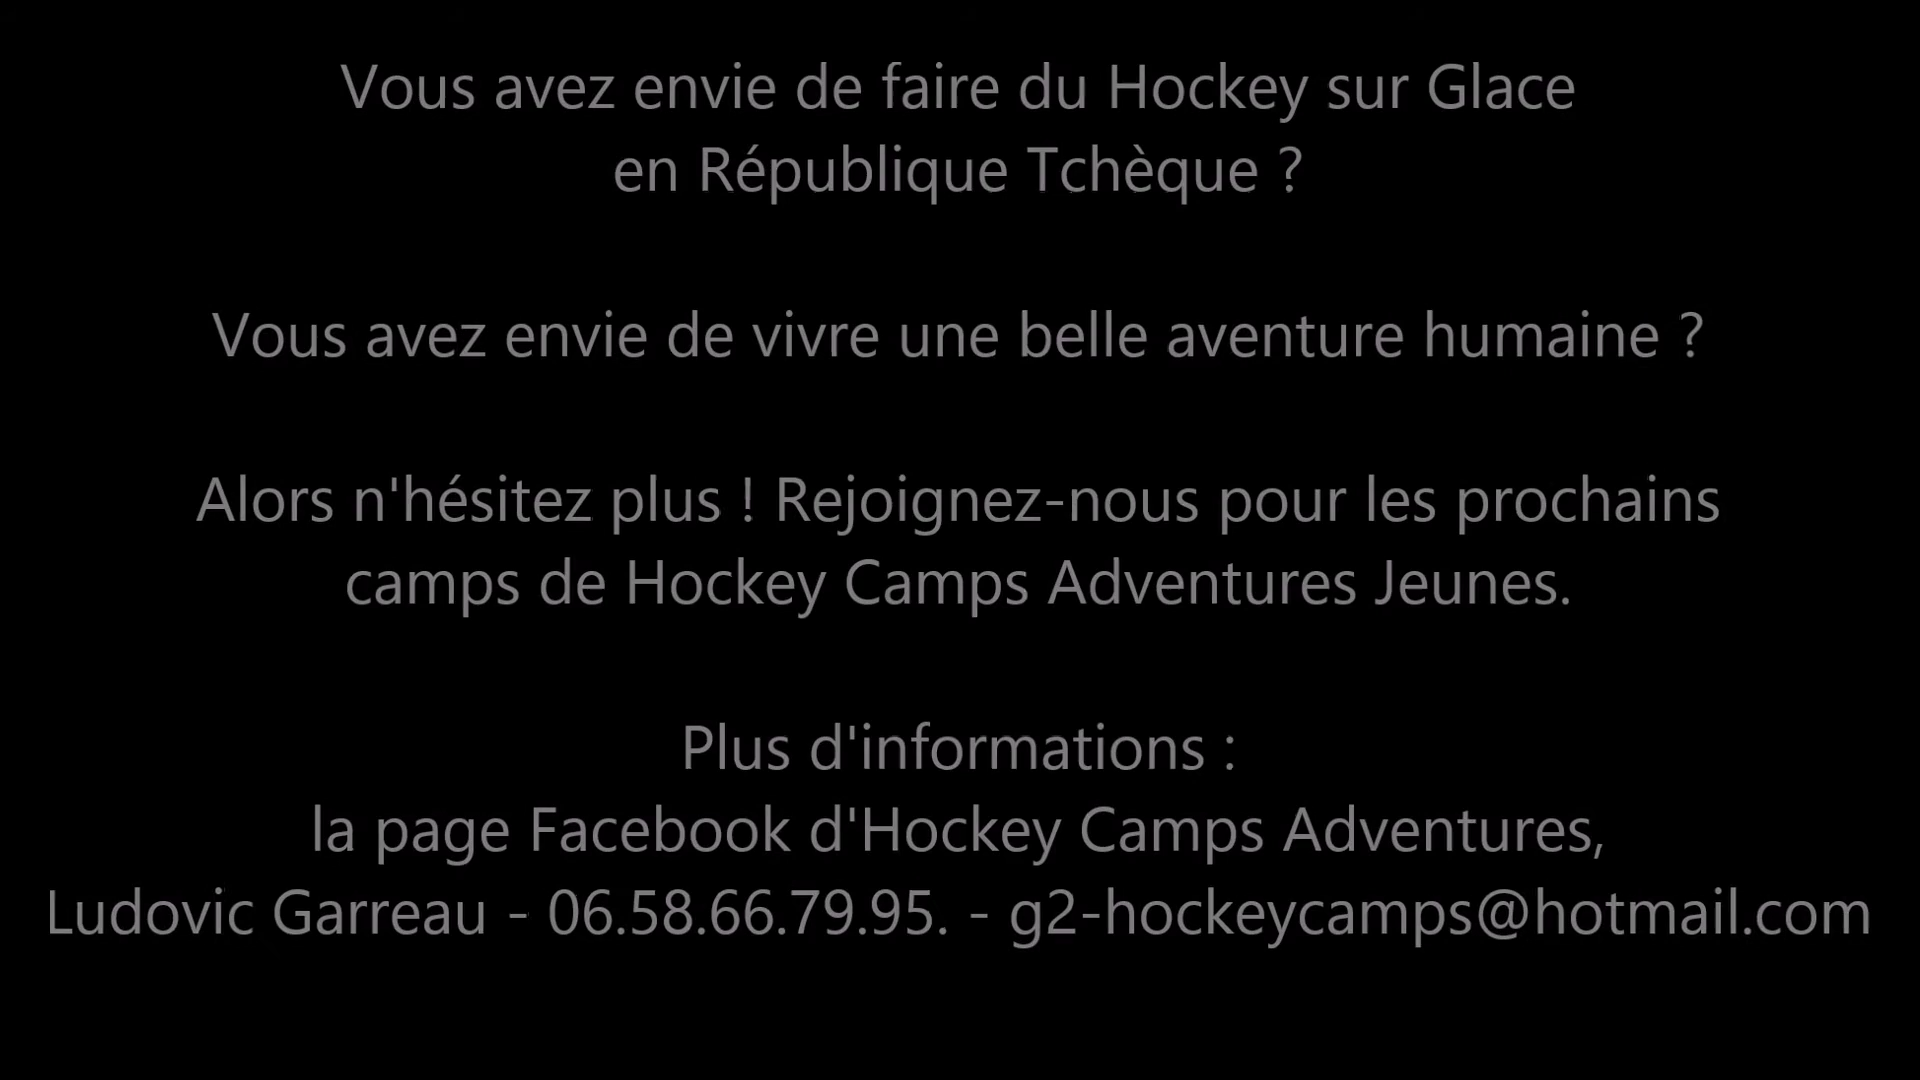 Vous avez envie de faire du Hockey sur Glace
en République Tchèque ?
Vous avez envie de vivre une belle aventure humaine ?
Alors n'hésitez plus ! Rejoignez-nous pour les prochains
camps de Hockey Camps Adventures Jeunes.
Plus d'informations :
la page Facebook d'Hockey Camps Adventures,
Ludovic Garreau - 06.58.66.79.95. - g2-hockeycamps@hotmail.com